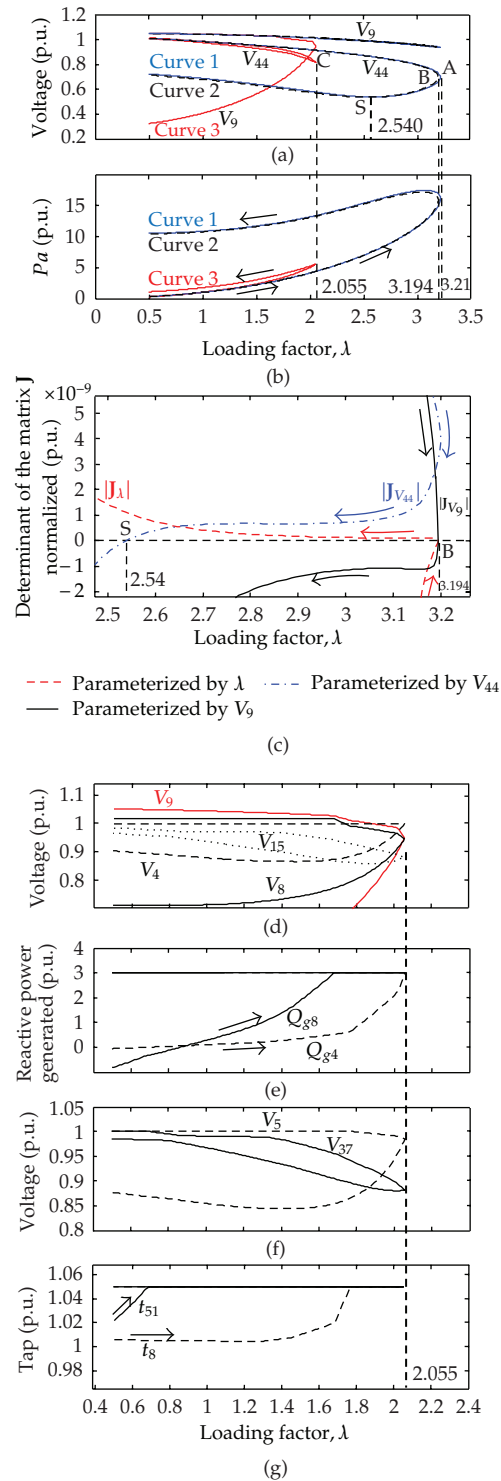 1.2
1
0.8
0.6
0.4
0.2
Voltage (p.u.)
V9
V44
C
V44
B
A
Curve 1
Curve 2
S
V9
2.540
Curve 3
(a)
15
10
5
0
Pa (p.u.)
Curve 1
Curve 2
Curve 3
2.055
3.194
3.21
0 0.5 1 1.5 2 2.5 3 3.5
Loading factor, λ
(b)
×10−9
5
4
3
2
1
0
−1
−2
Determinant of the matrix J
normalized (p.u.)
|Jλ|
|JV44|
|JV9|
S
B
2.54
3.194
2.5 2.6 2.7 2.8 2.9 3 3.1 3.2
Loading factor, λ
Parameterized by λ
Parameterized by V44
Parameterized by V9
(c)
1.1
1
0.9
0.8
Voltage (p.u.)
V9
V15
V4
V8
(d)
4
3
2
1
0
Reactive power
generated (p.u.)
Qg8
Qg4
(e)
1.05
1
0.95
0.9
0.85
0.8
Voltage (p.u.)
V5
V37
(f)
1.06
1.04
1.02
1
0.98
Tap (p.u.)
t51
t8
2.055
0.4 0.6 0.8 1 1.2 1.4 1.6 1.8 2 2.2 2.4
Loading factor, λ
(g)